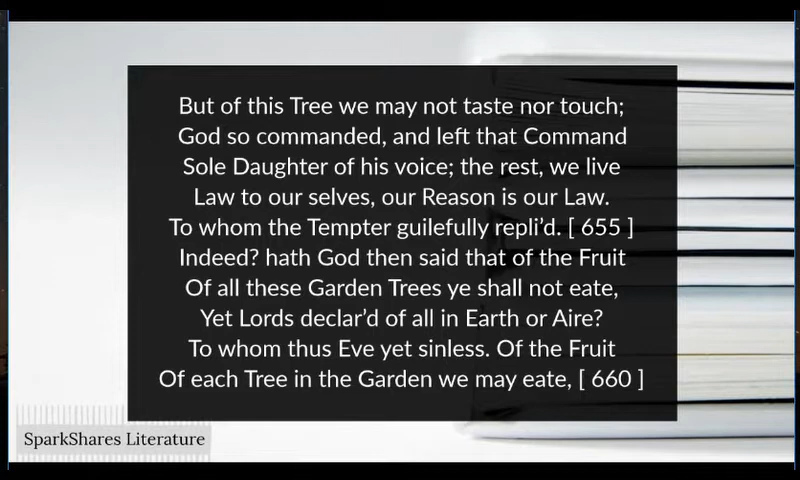 But of this Tree we may not taste nor touch;
God so commanded, and left that Command
Sole Daughter of his voice; the rest, we live
Law to our selves, our Reason is our Law.
To whom the Tempter guilefully repli’d. [ 655 ]
Indeed? hath God then said that of the Fruit
Of all these Garden Trees ye shall not eate,
Yet Lords declar’d of all in Earth or Aire?
To whom thus Eve yet sinless. Of the Fruit
Of each Tree in the Garden we may eate, [ 660 ]
SparkShares Literature